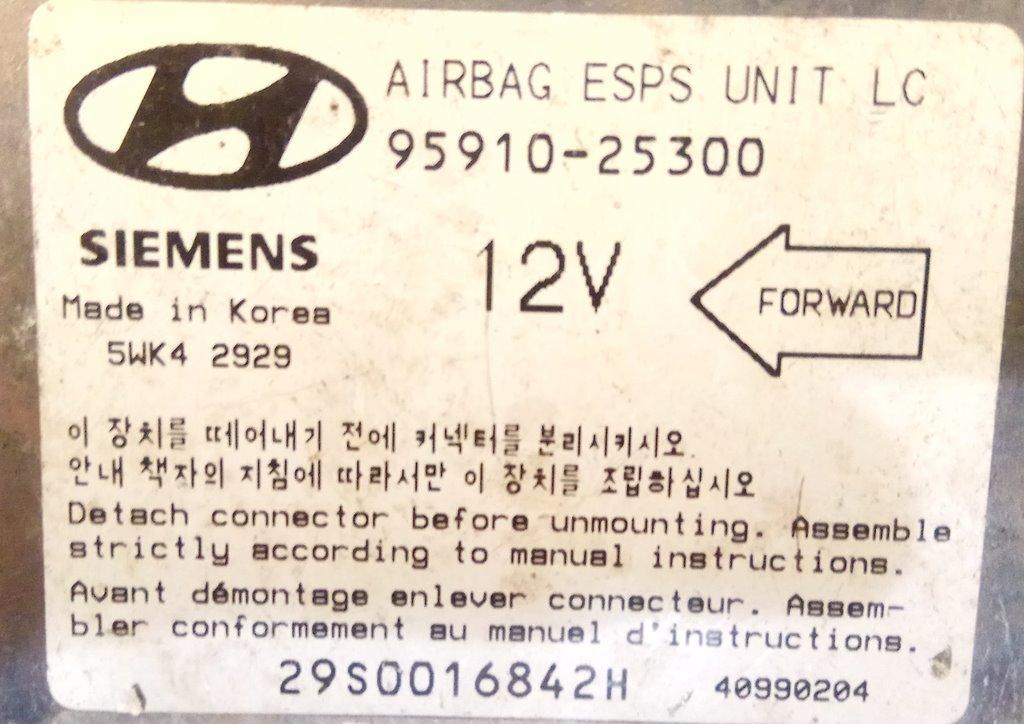 AIRBAG ESPS UNIT LC
95910-25300
SIEMENS
12V
FORWARD
Made in Korea
5WK4 2929
이 장치를 떼어내기 전에 커넥터를 분리시키시오.
안내 책자의 지침에 따라서만 이 장치를 조립하십시오
Detach connector before unmounting. Assemble
strictly according to manual instructions.
Avant démontage enlever connecteur. Assem-
bler conformement au manuel d'instructions.
29S0016842H
40990204